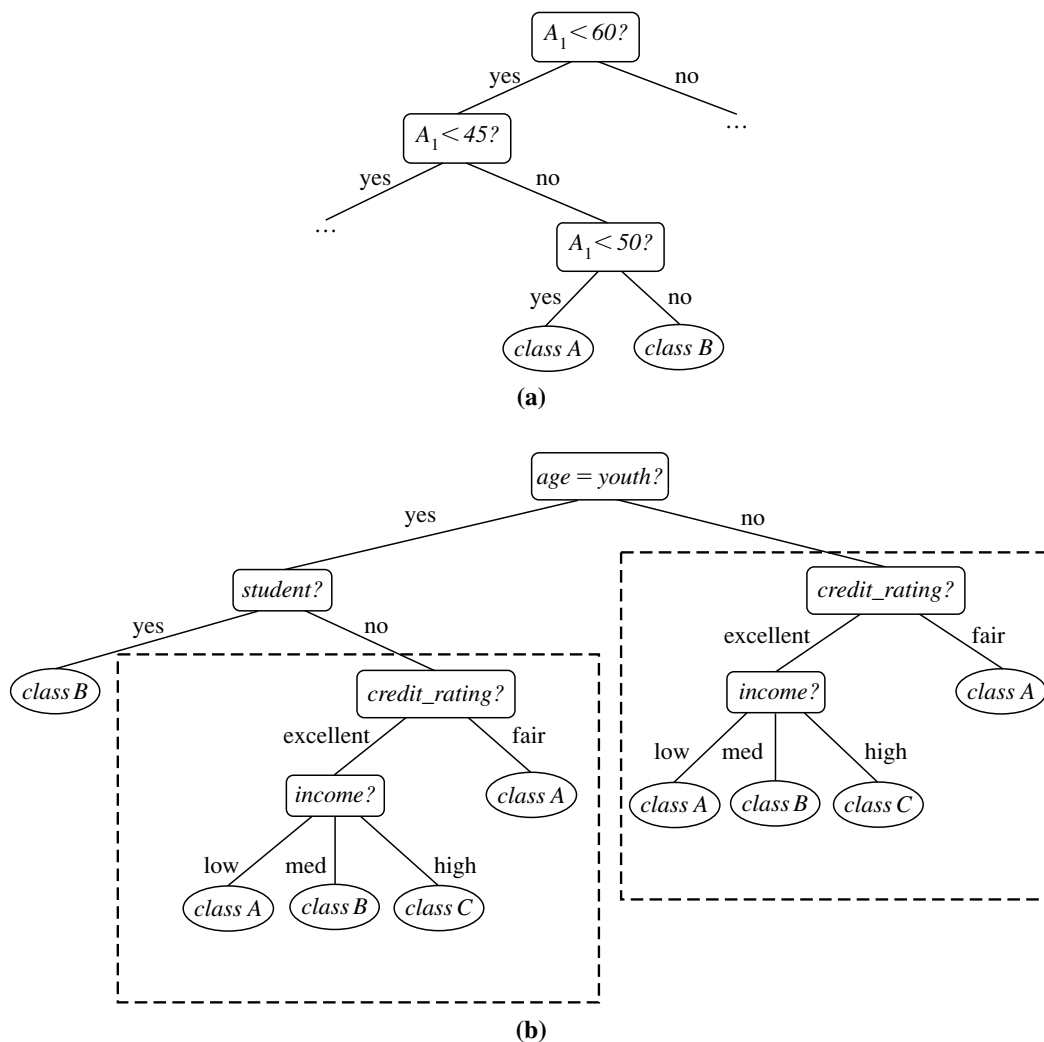 A₁ < 60?
yes no
A₁ < 45? ...
yes no
... A₁ < 50?
yes no
class A class B
(a)
age = youth?
yes no
student? credit_rating?
yes no excellent fair
class B credit_rating? income? class A
excellent fair low med high
income? class A class A class B class C
low med high
class A class B class C
(b)